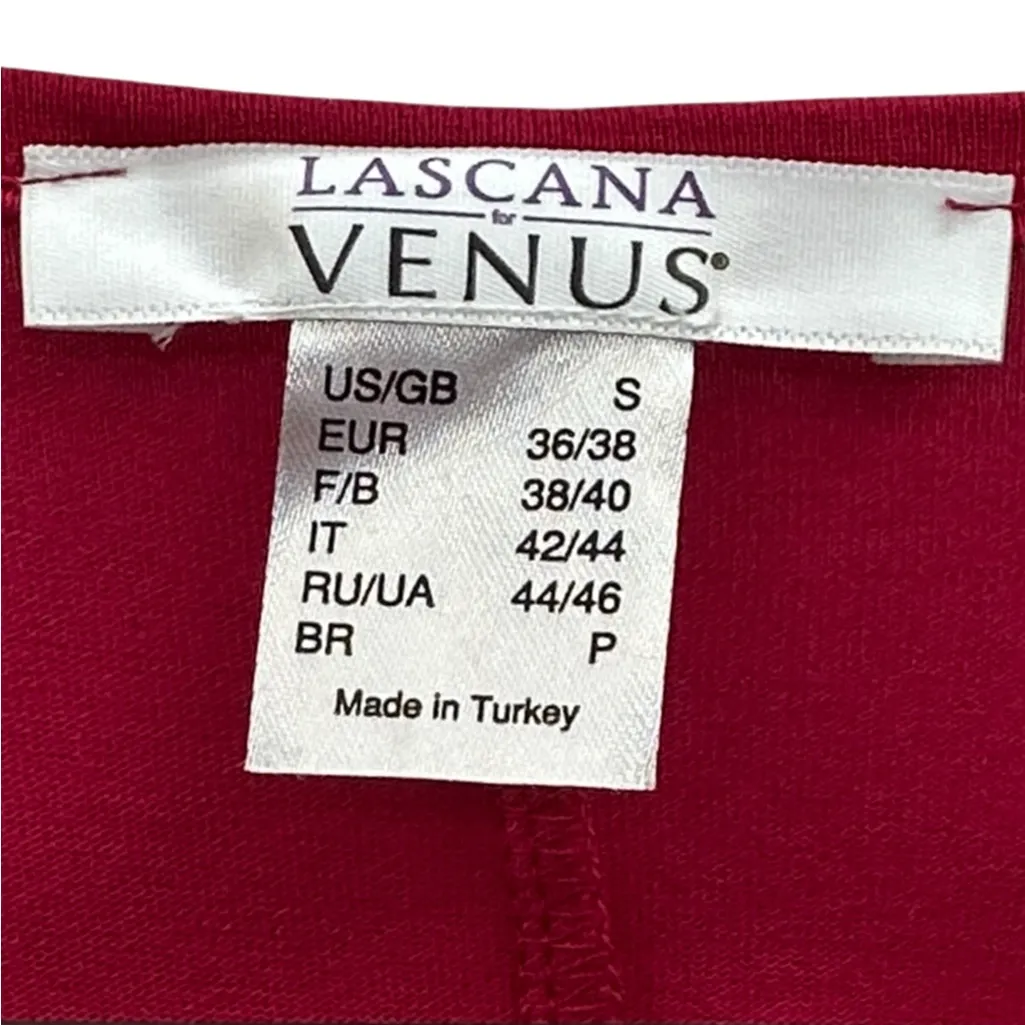 LASCANA
for
VENUS®
US/GB S
EUR 36/38
F/B 38/40
IT 42/44
RU/UA 44/46
BR P
Made in Turkey